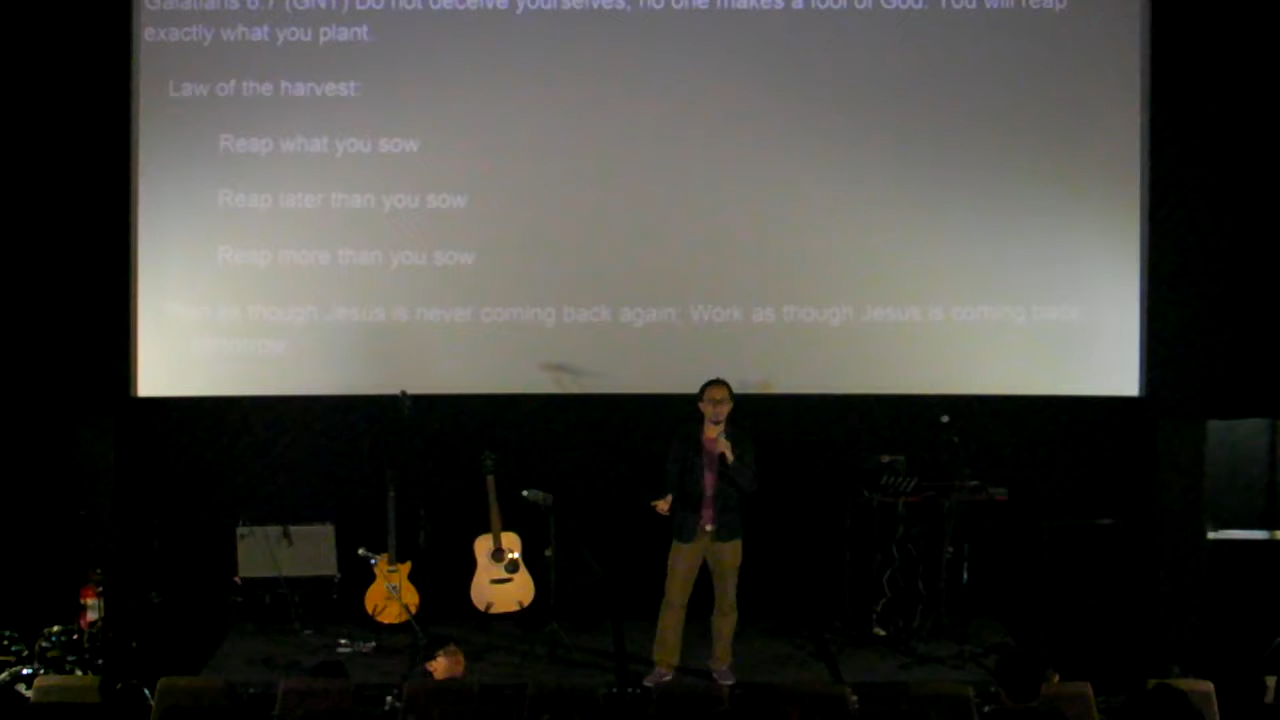 Galatians 6:7 (GNT) Do not deceive yourselves; no one makes a fool of God. You will reap
exactly what you plant.
Law of the harvest:
Reap what you sow
Reap later than you sow
Reap more than you sow
as though Jesus is never coming back again; Work as though Jesus is coming back
tomorrow